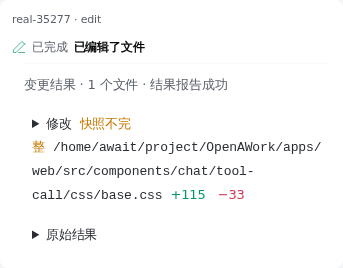 real-35277 · edit
已完成 已编辑了文件
变更结果 · 1 个文件 · 结果报告成功
▶ 修改 快照不完
整 /home/await/project/OpenAWork/apps/
web/src/components/chat/tool-
call/css/base.css +115 −33
▶ 原始结果